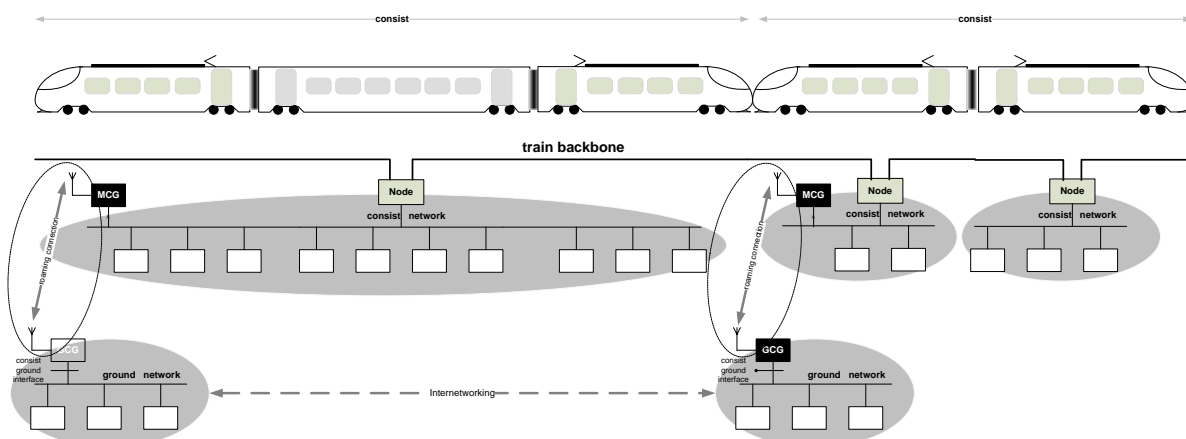 consist
consist
train backbone
MCG
Node
consist network
roaming connection
MCG
Node
consist network
Node
consist network
roaming connection
GCG
consist
ground
interface
ground network
Internetworking
GCG
consist
ground
interface
ground network